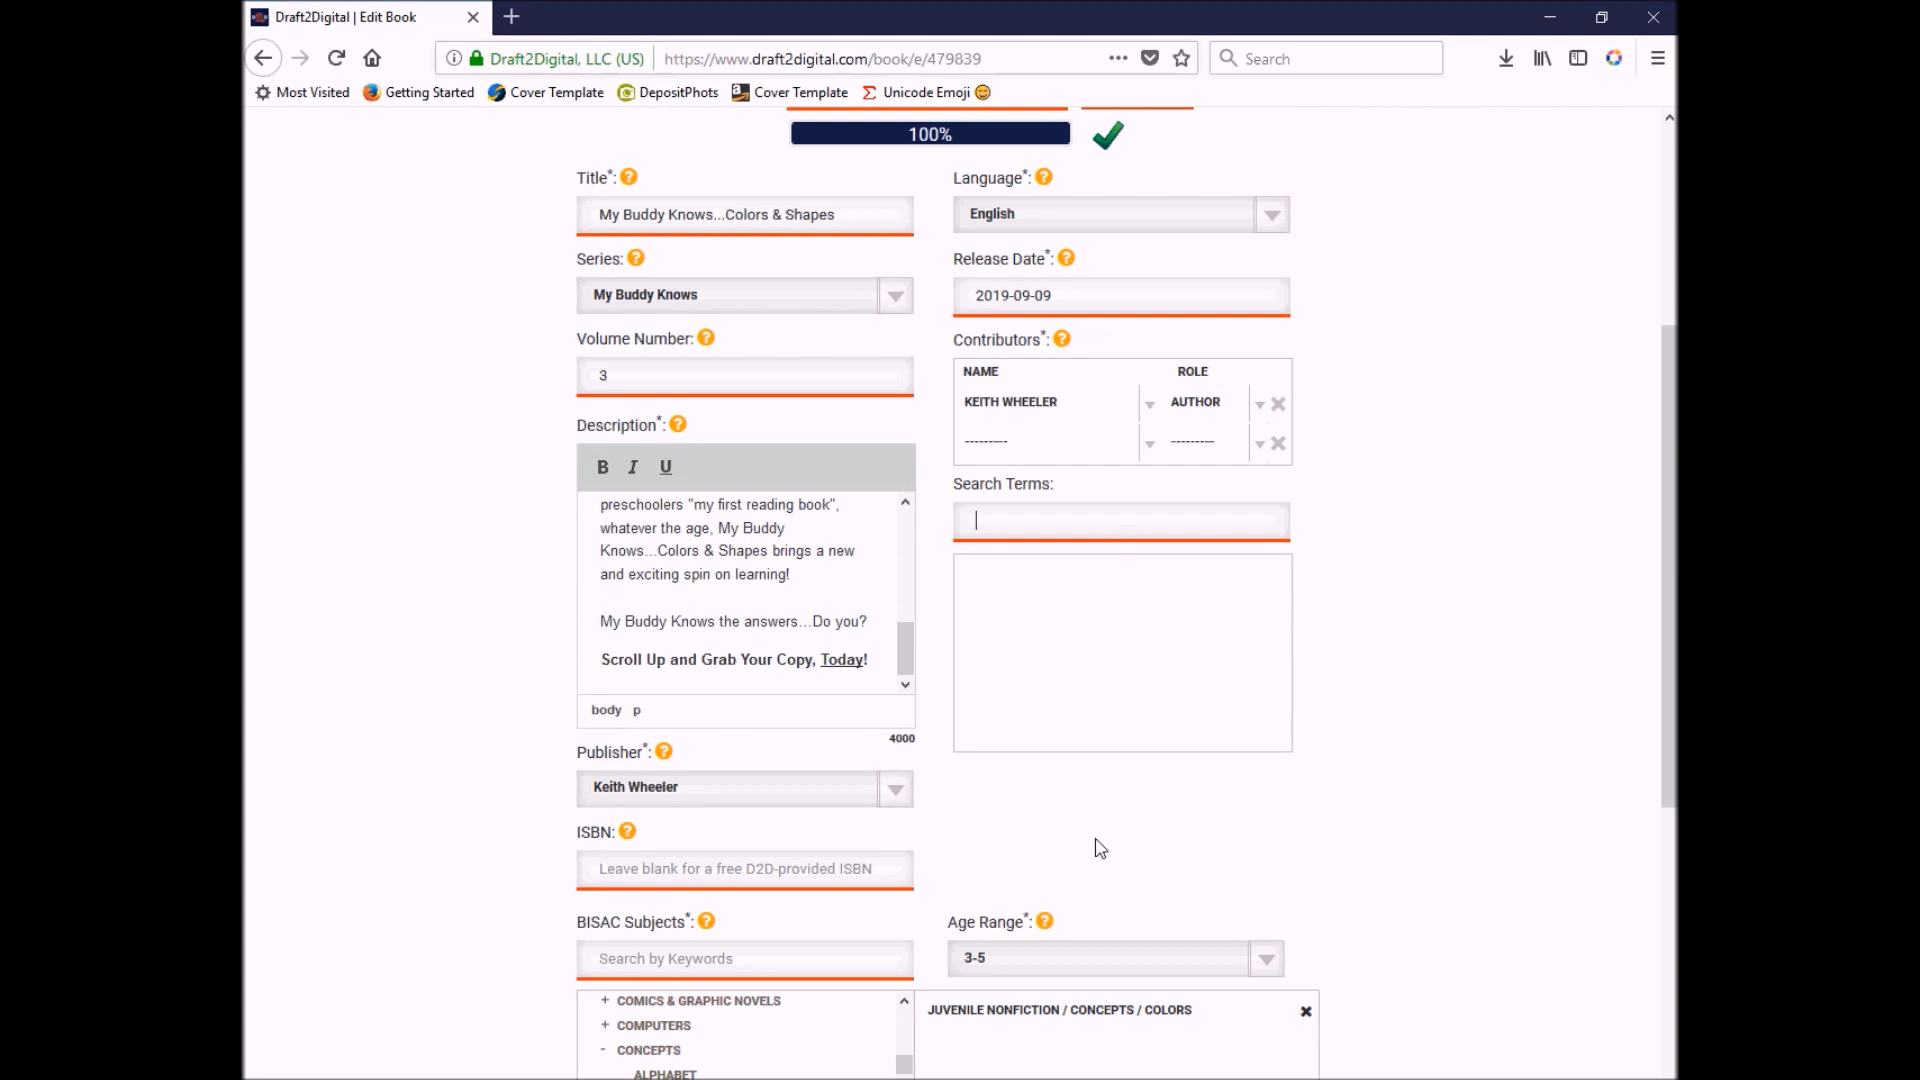 Draft2Digital | Edit Book
Draft2Digital, LLC (US)
https://www.draft2digital.com/book/e/479839
Search
Most Visited
Getting Started
Cover Template
DepositPhots
Cover Template
Unicode Emoji
100%
Title*:
My Buddy Knows...Colors & Shapes
Series:
My Buddy Knows
Volume Number:
3
Description*:
B I U
preschoolers "my first reading book",
whatever the age, My Buddy
Knows...Colors & Shapes brings a new
and exciting spin on learning!
My Buddy Knows the answers...Do you?
Scroll Up and Grab Your Copy, Today!
body p
4000
Publisher*:
Keith Wheeler
ISBN:
Leave blank for a free D2D-provided ISBN
BISAC Subjects*:
Search by Keywords
+ COMICS & GRAPHIC NOVELS
+ COMPUTERS
- CONCEPTS
ALPHABET
Language*:
English
Release Date*:
2019-09-09
Contributors*:
NAME ROLE
KEITH WHEELER AUTHOR
--------- ---------
Search Terms:
Age Range*:
3-5
JUVENILE NONFICTION / CONCEPTS / COLORS